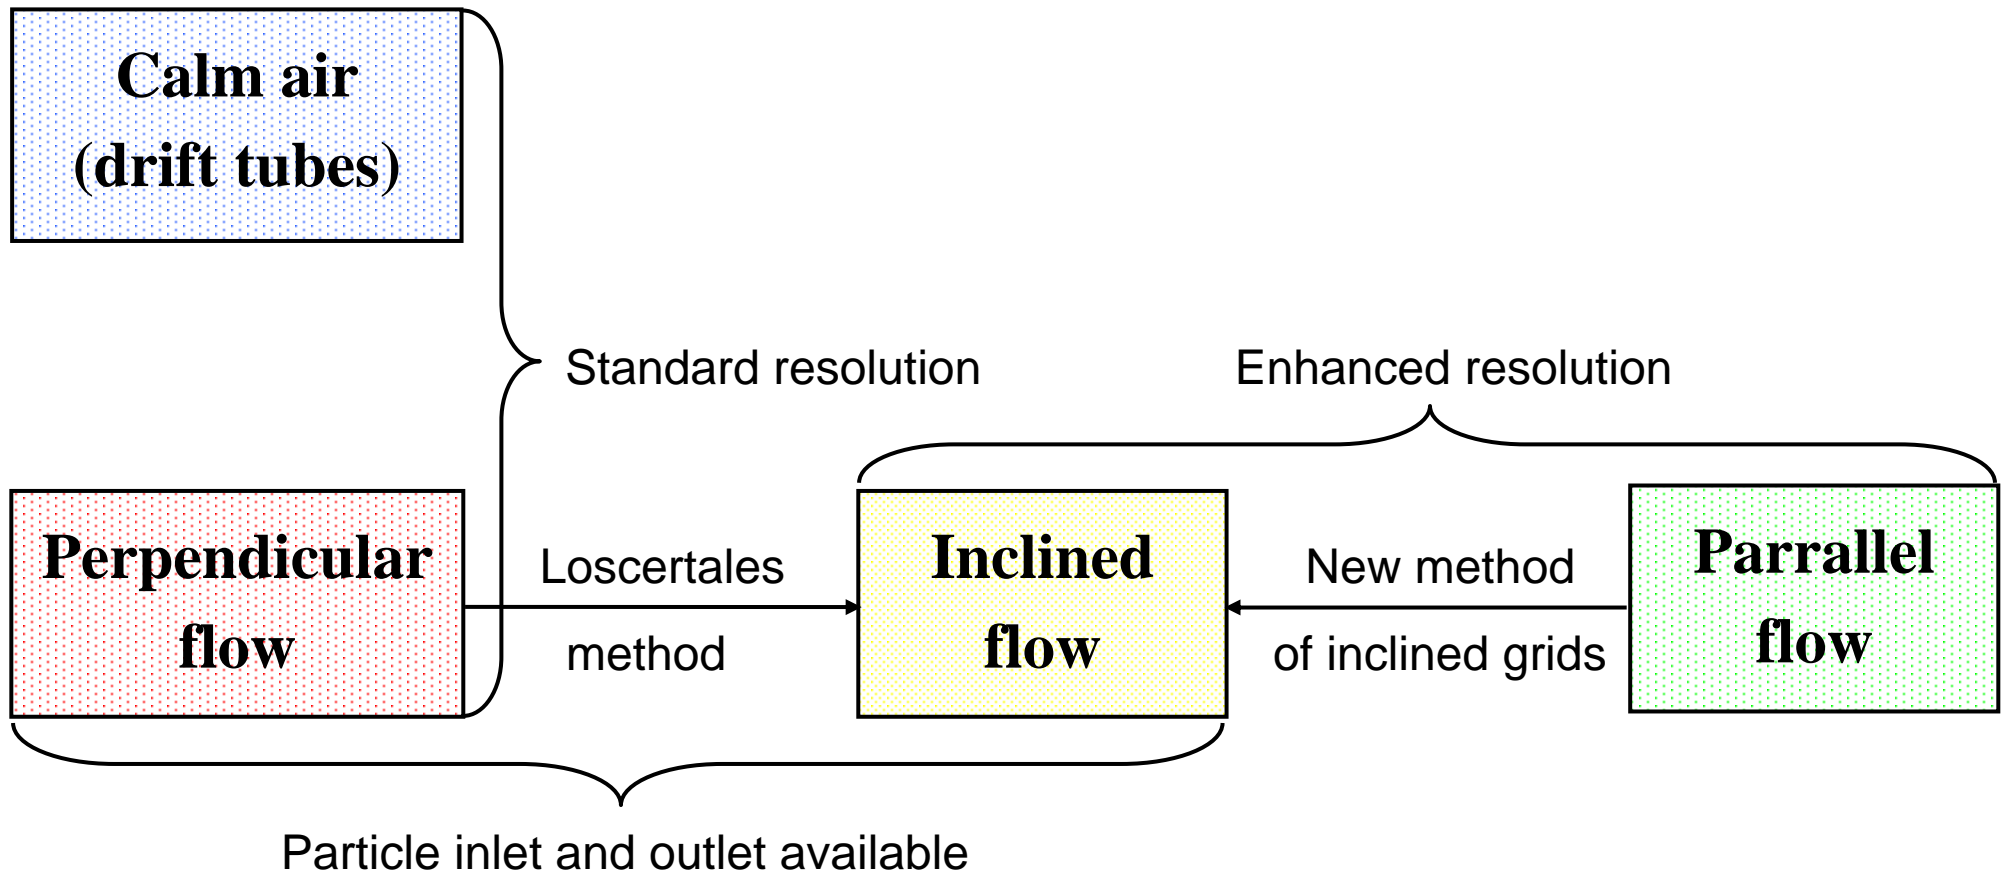 Calm air
(drift tubes)
Standard resolution
Enhanced resolution
Perpendicular
flow
Loscertales
method
Inclined
flow
New method
of inclined grids
Parrallel
flow
Particle inlet and outlet available